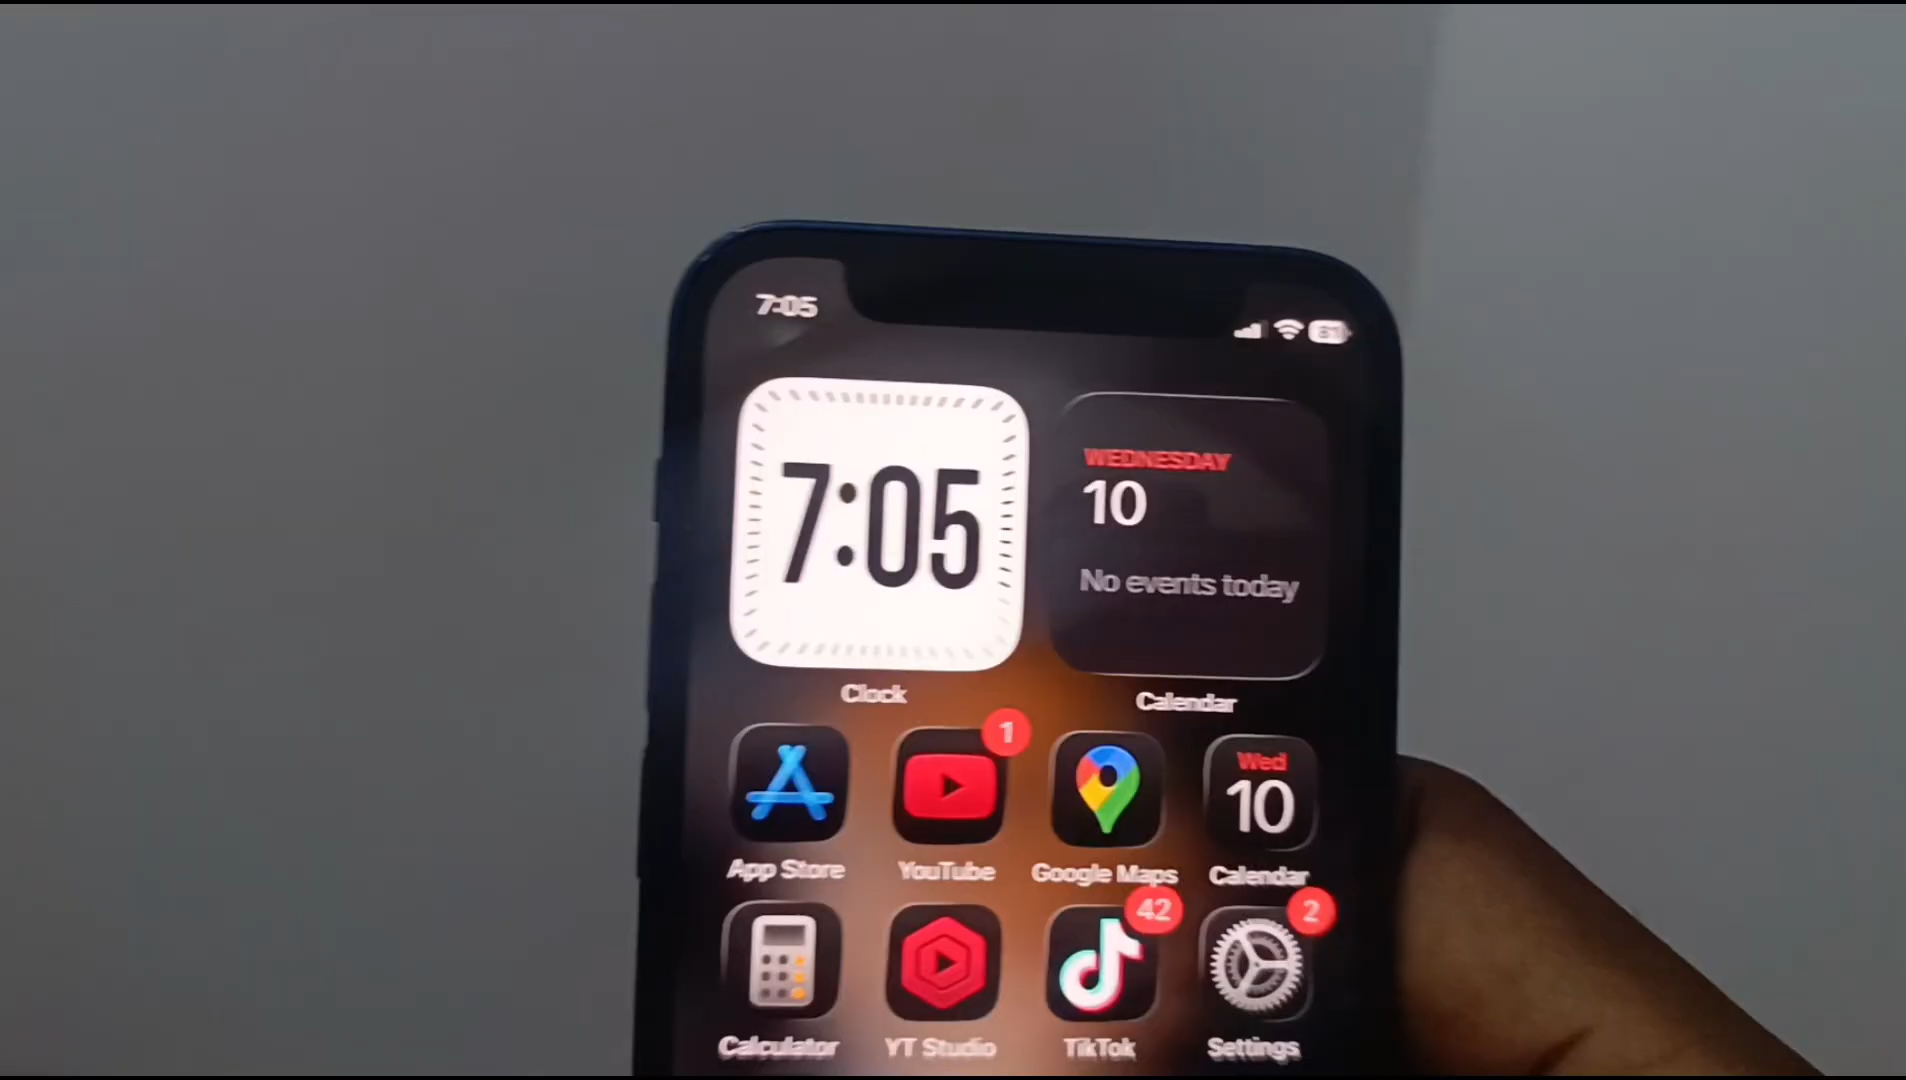 7:05
81
7:05
WEDNESDAY
10
No events today
Clock
Calendar
1
Wed
10
App Store
YouTube
Google Maps
Calendar
42
2
Calculator
YT Studio
TikTok
Settings